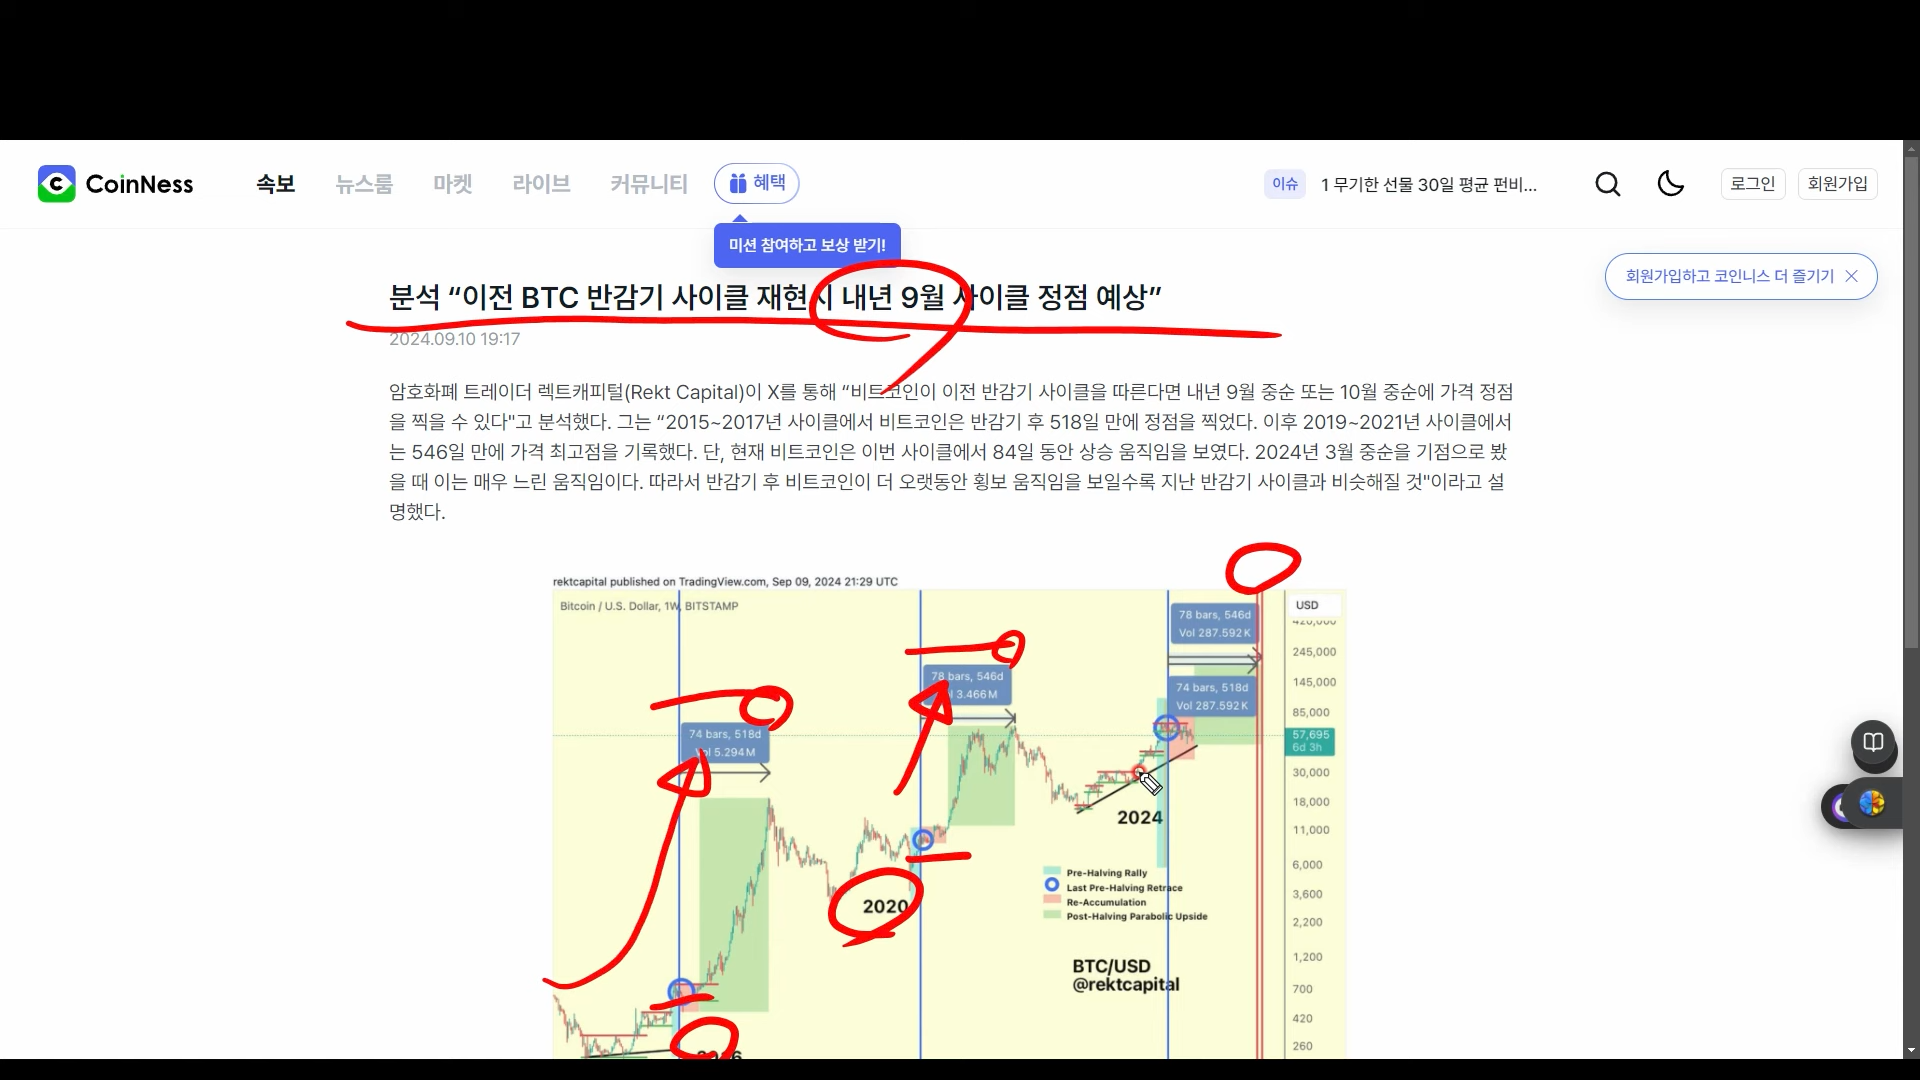 CoinNess
속보 뉴스룸 마켓 라이브 커뮤니티 혜택
이슈 1 무기한 선물 30일 평균 펀비...
로그인 회원가입
미션 참여하고 보상 받기!
회원가입하고 코인니스 더 즐기기
분석 “이전 BTC 반감기 사이클 재현시 내년 9월 사이클 정점 예상”
2024.09.10 19:17
암호화폐 트레이더 렉트캐피털(Rekt Capital)이 X를 통해 “비트코인이 이전 반감기 사이클을 따른다면 내년 9월 중순 또는 10월 중순에 가격 정점
을 찍을 수 있다"고 분석했다. 그는 “2015~2017년 사이클에서 비트코인은 반감기 후 518일 만에 정점을 찍었다. 이후 2019~2021년 사이클에서
는 546일 만에 가격 최고점을 기록했다. 단, 현재 비트코인은 이번 사이클에서 84일 동안 상승 움직임을 보였다. 2024년 3월 중순을 기점으로 봤
을 때 이는 매우 느린 움직임이다. 따라서 반감기 후 비트코인이 더 오랫동안 횡보 움직임을 보일수록 지난 반감기 사이클과 비슷해질 것"이라고 설
명했다.
rektcapital published on TradingView.com, Sep 09, 2024 21:29 UTC
Bitcoin / U.S. Dollar, 1W, BITSTAMP
USD
78 bars, 546d
Vol 287.592K
74 bars, 518d
Vol 287.592K
78 bars, 546d
3.466M
74 bars, 518d
Vol 5.294M
420,000
245,000
145,000
85,000
57,695
6d 3h
30,000
18,000
11,000
6,000
3,600
2,200
1,200
700
420
260
2024
2020
Pre-Halving Rally
Last Pre-Halving Retrace
Re-Accumulation
Post-Halving Parabolic Upside
BTC/USD
@rektcapital